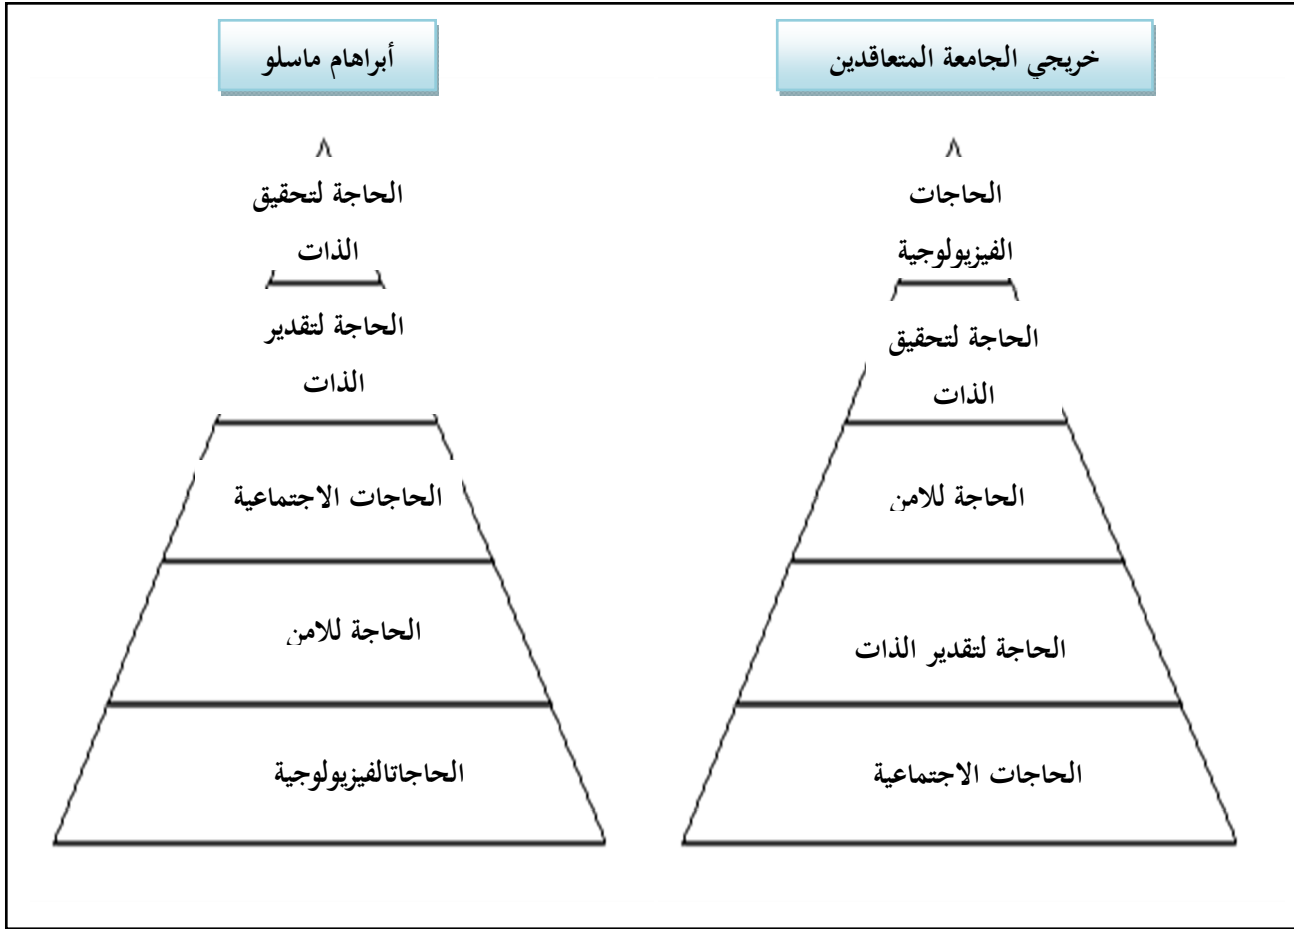 خريجي الجامعة المتعاقدين
الحاجات
الفيزيولوجية
الحاجة لتحقيق
الذات
الحاجة للامن
الحاجة لتقدير الذات
الحاجات الاجتماعية
أبراهام ماسلو
الحاجة لتحقيق
الذات
الحاجة لتقدير
الذات
الحاجات الاجتماعية
الحاجة للامن
الحاجاتالفيزيولوجية